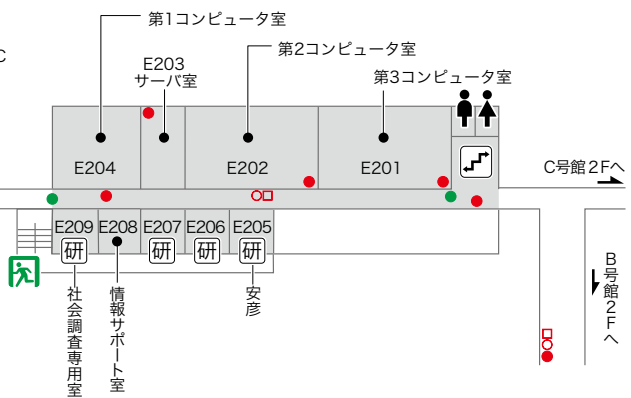 第1コンピュータ室
C
第2コンピュータ室
E203
サーバ室
第3コンピュータ室
E204
E202
E201
C号館2Fへ
E209
E208
E207
E206
E205
研
研
研
研
社会調査専用室
情報サポート室
安彦
B号館2Fへ